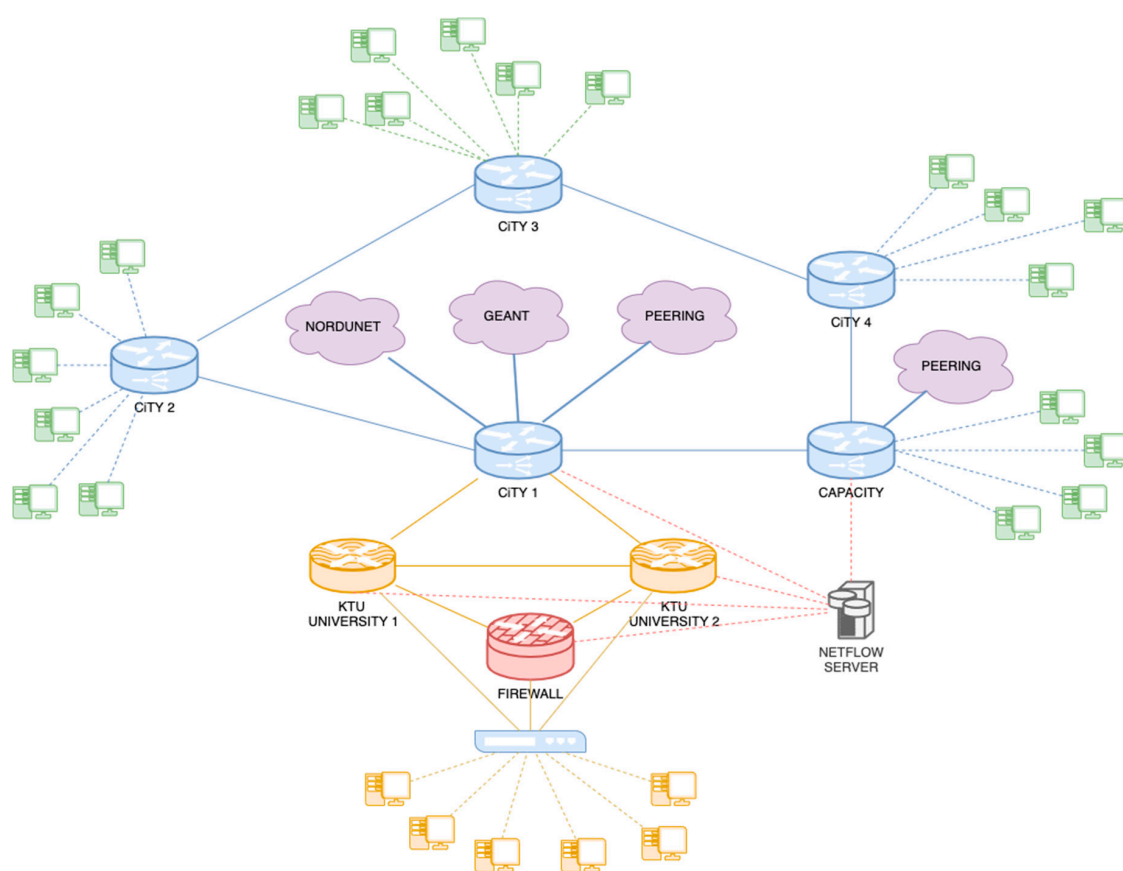 CiTY 3
CiTY 4
NORDUNET
GEANT
PEERING
PEERING
CiTY 2
CiTY 1
CAPACITY
KTU
UNIVERSITY 1
KTU
UNIVERSITY 2
NETFLOW
SERVER
FIREWALL